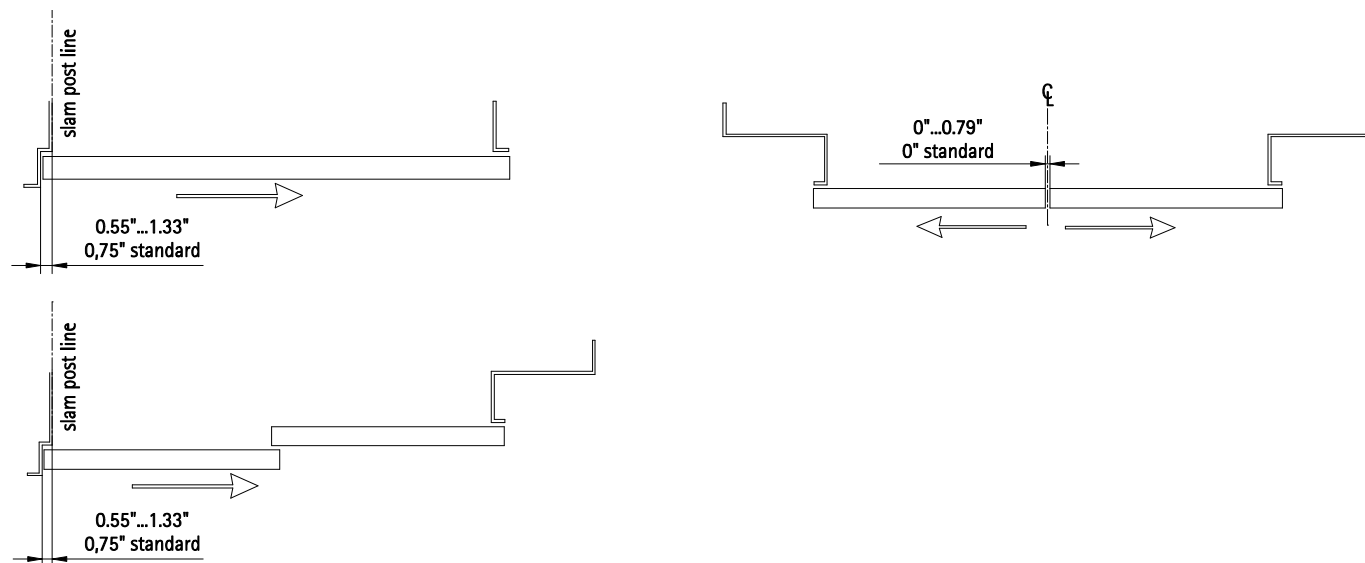 slam post line
0.55"...1.33"
0,75" standard
℄
0"...0.79"
0" standard
slam post line
0.55"...1.33"
0,75" standard